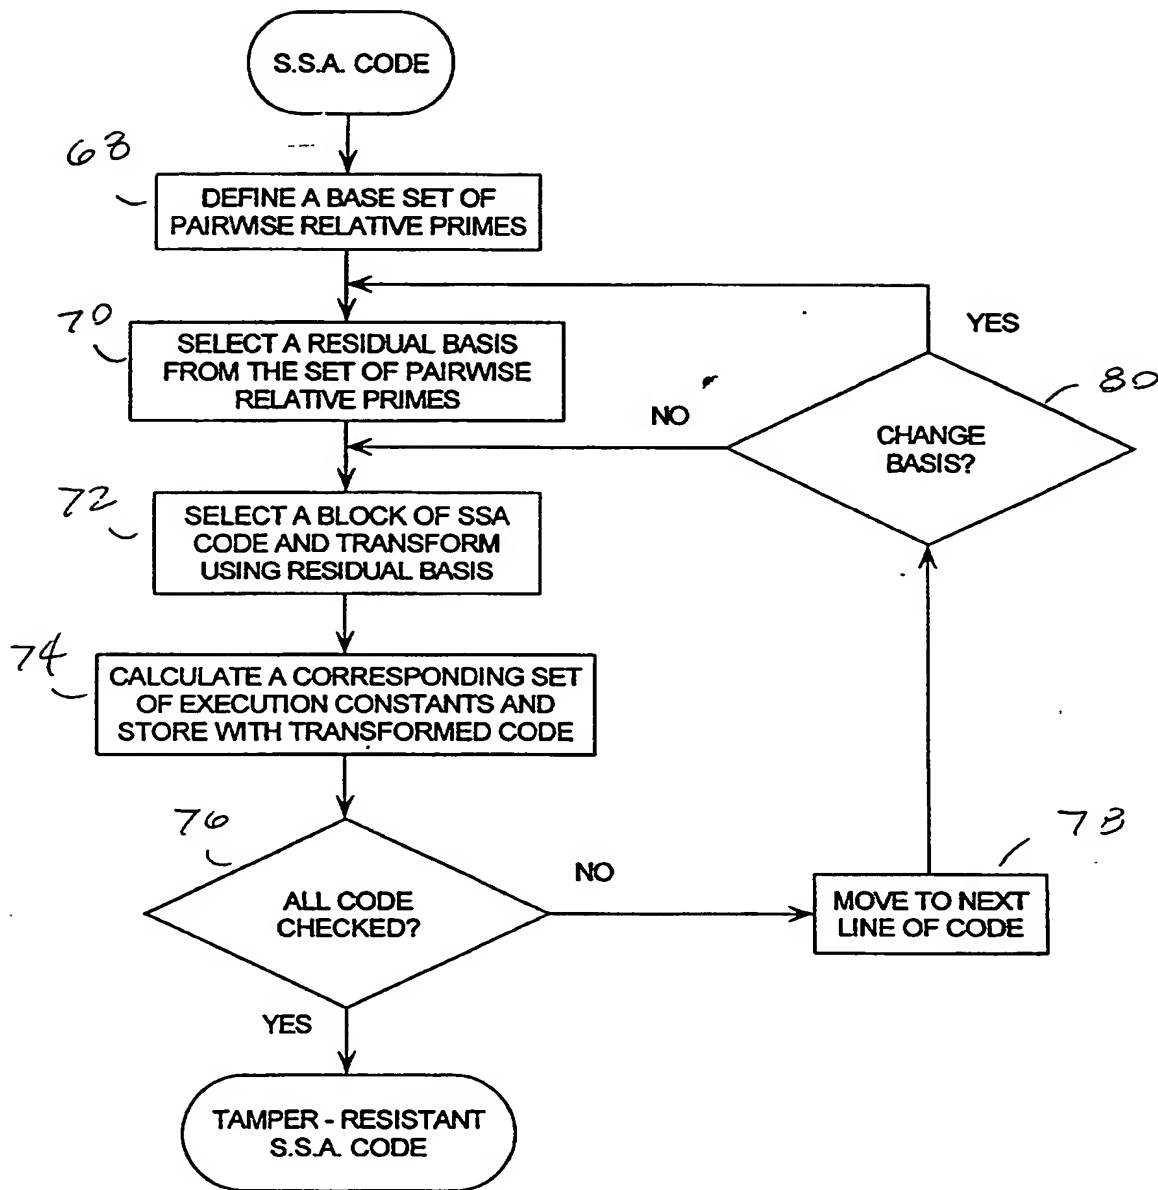 S.S.A. CODE
68
DEFINE A BASE SET OF
PAIRWISE RELATIVE PRIMES
70
SELECT A RESIDUAL BASIS
FROM THE SET OF PAIRWISE
RELATIVE PRIMES
YES
80
NO
CHANGE
BASIS?
72
SELECT A BLOCK OF SSA
CODE AND TRANSFORM
USING RESIDUAL BASIS
74
CALCULATE A CORRESPONDING SET
OF EXECUTION CONSTANTS AND
STORE WITH TRANSFORMED CODE
76
ALL CODE
CHECKED?
NO
78
MOVE TO NEXT
LINE OF CODE
YES
TAMPER - RESISTANT
S.S.A. CODE